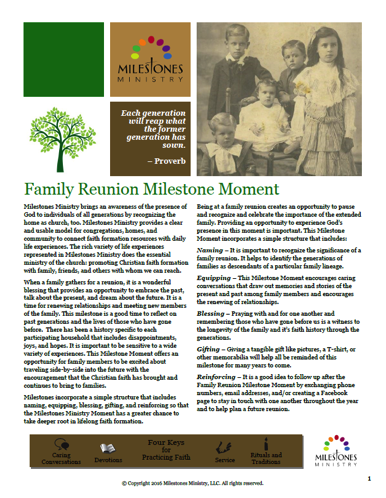 MILESTONES
MINISTRY
Each generation
will reap what
the former
generation has
sown.
– Proverb
Family Reunion Milestone Moment
Milestones Ministry brings an awareness of the presence of
God to individuals of all generations by recognizing the
home as church, too. Milestones Ministry provides a clear
and usable model for congregations, homes, and
community to connect faith formation resources with daily
life experiences. The rich variety of life experiences
represented in Milestones Ministry does the essential
ministry of the church: promoting Christian faith formation
with family, friends, and others with whom we can reach.
When a family gathers for a reunion, it is a wonderful
blessing that provides an opportunity to embrace the past,
talk about the present, and dream about the future. It is a
time for renewing relationships and meeting new members
of the family. This milestone is a good time to reflect on
past generations and the lives of those who have gone
before. There has been a history specific to each
participating household that includes disappointments,
joys, and hopes. It is important to be sensitive to a wide
variety of experiences. This Milestone Moment offers an
opportunity for family members to be excited about
traveling side-by-side into the future with the
encouragement that the Christian faith has brought and
continues to bring to families.
Milestones incorporate a simple structure that includes
naming, equipping, blessing, gifting, and reinforcing so that
the Milestones Ministry Moment has a greater chance to
take deeper root in lifelong faith formation.
Being at a family reunion creates an opportunity to pause
and recognize and celebrate the importance of the extended
family. Providing an opportunity to experience God's
presence in this moment is important. This Milestone
Moment incorporates a simple structure that includes:
Naming – It is important to recognize the significance of a
family reunion. It helps to identify the generations of
families as descendants of a particular family lineage.
Equipping – This Milestone Moment encourages caring
conversations that draw out memories and stories of the
present and past among family members and encourages
the renewing of relationships.
Blessing – Praying with and for one another and
remembering those who have gone before us is a witness to
the longevity of the family and it's faith history through the
generations.
Gifting – Giving a tangible gift like pictures, a T-shirt, or
other memorabilia will help all be reminded of this
milestone for many years to come.
Reinforcing – It is a good idea to follow up after the
Family Reunion Milestone Moment by exchanging phone
numbers, email addresses, and/or creating a Facebook
page to stay in touch with one another throughout the year
and to help plan a future reunion.
Caring
Conversations
Devotions
Four Keys
for
Practicing Faith
Service
Rituals and
Traditions
MILESTONES
MINISTRY
© Copyright 2016 Milestones Ministry, LLC. All rights reserved.
1